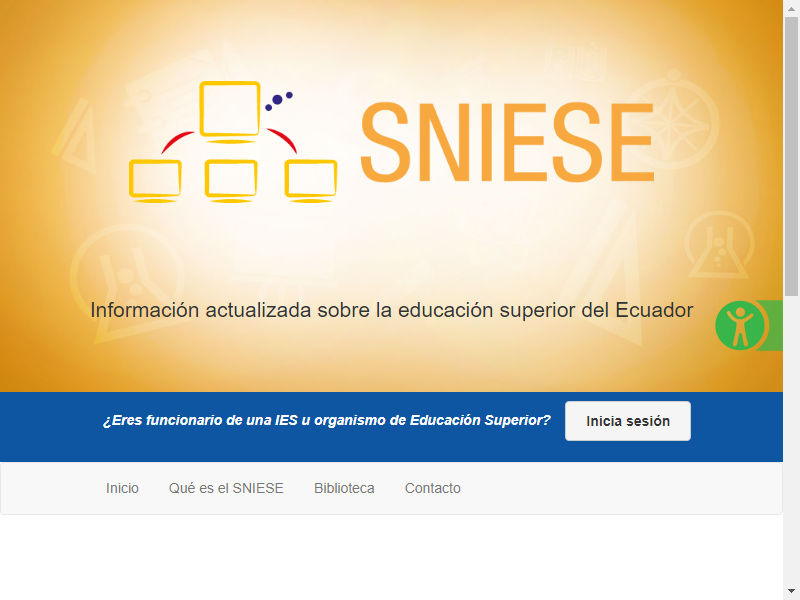 SNIESE
Información actualizada sobre la educación superior del Ecuador
¿Eres funcionario de una IES u organismo de Educación Superior?
Inicia sesión
Inicio
Qué es el SNIESE
Biblioteca
Contacto